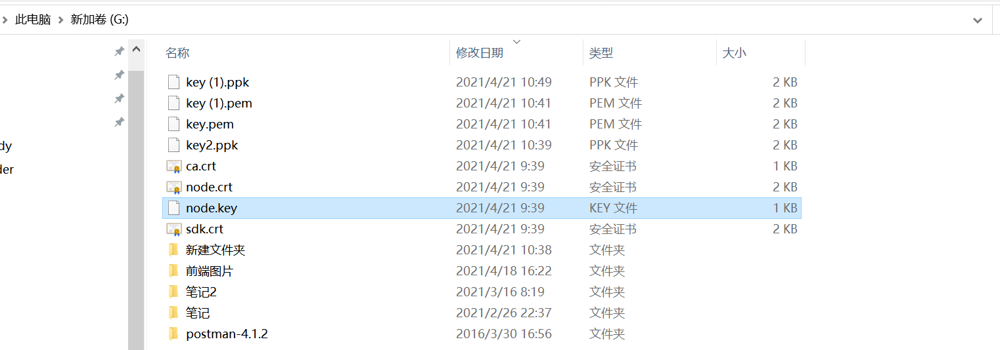 此电脑 新加卷 (G:)
名称 修改日期 类型 大小
key (1).ppk 2021/4/21 10:49 PPK 文件 2 KB
key (1).pem 2021/4/21 10:41 PEM 文件 2 KB
key.pem 2021/4/21 10:41 PEM 文件 2 KB
key2.ppk 2021/4/21 10:39 PPK 文件 2 KB
dy
ca.crt 2021/4/21 9:39 安全证书 1 KB
der
node.crt 2021/4/21 9:39 安全证书 2 KB
node.key 2021/4/21 9:39 KEY 文件 1 KB
sdk.crt 2021/4/21 9:39 安全证书 2 KB
新建文件夹 2021/4/21 10:38 文件夹
前端图片 2021/4/18 16:22 文件夹
笔记2 2021/3/16 8:19 文件夹
笔记 2021/2/26 22:37 文件夹
postman-4.1.2 2016/3/30 16:56 文件夹